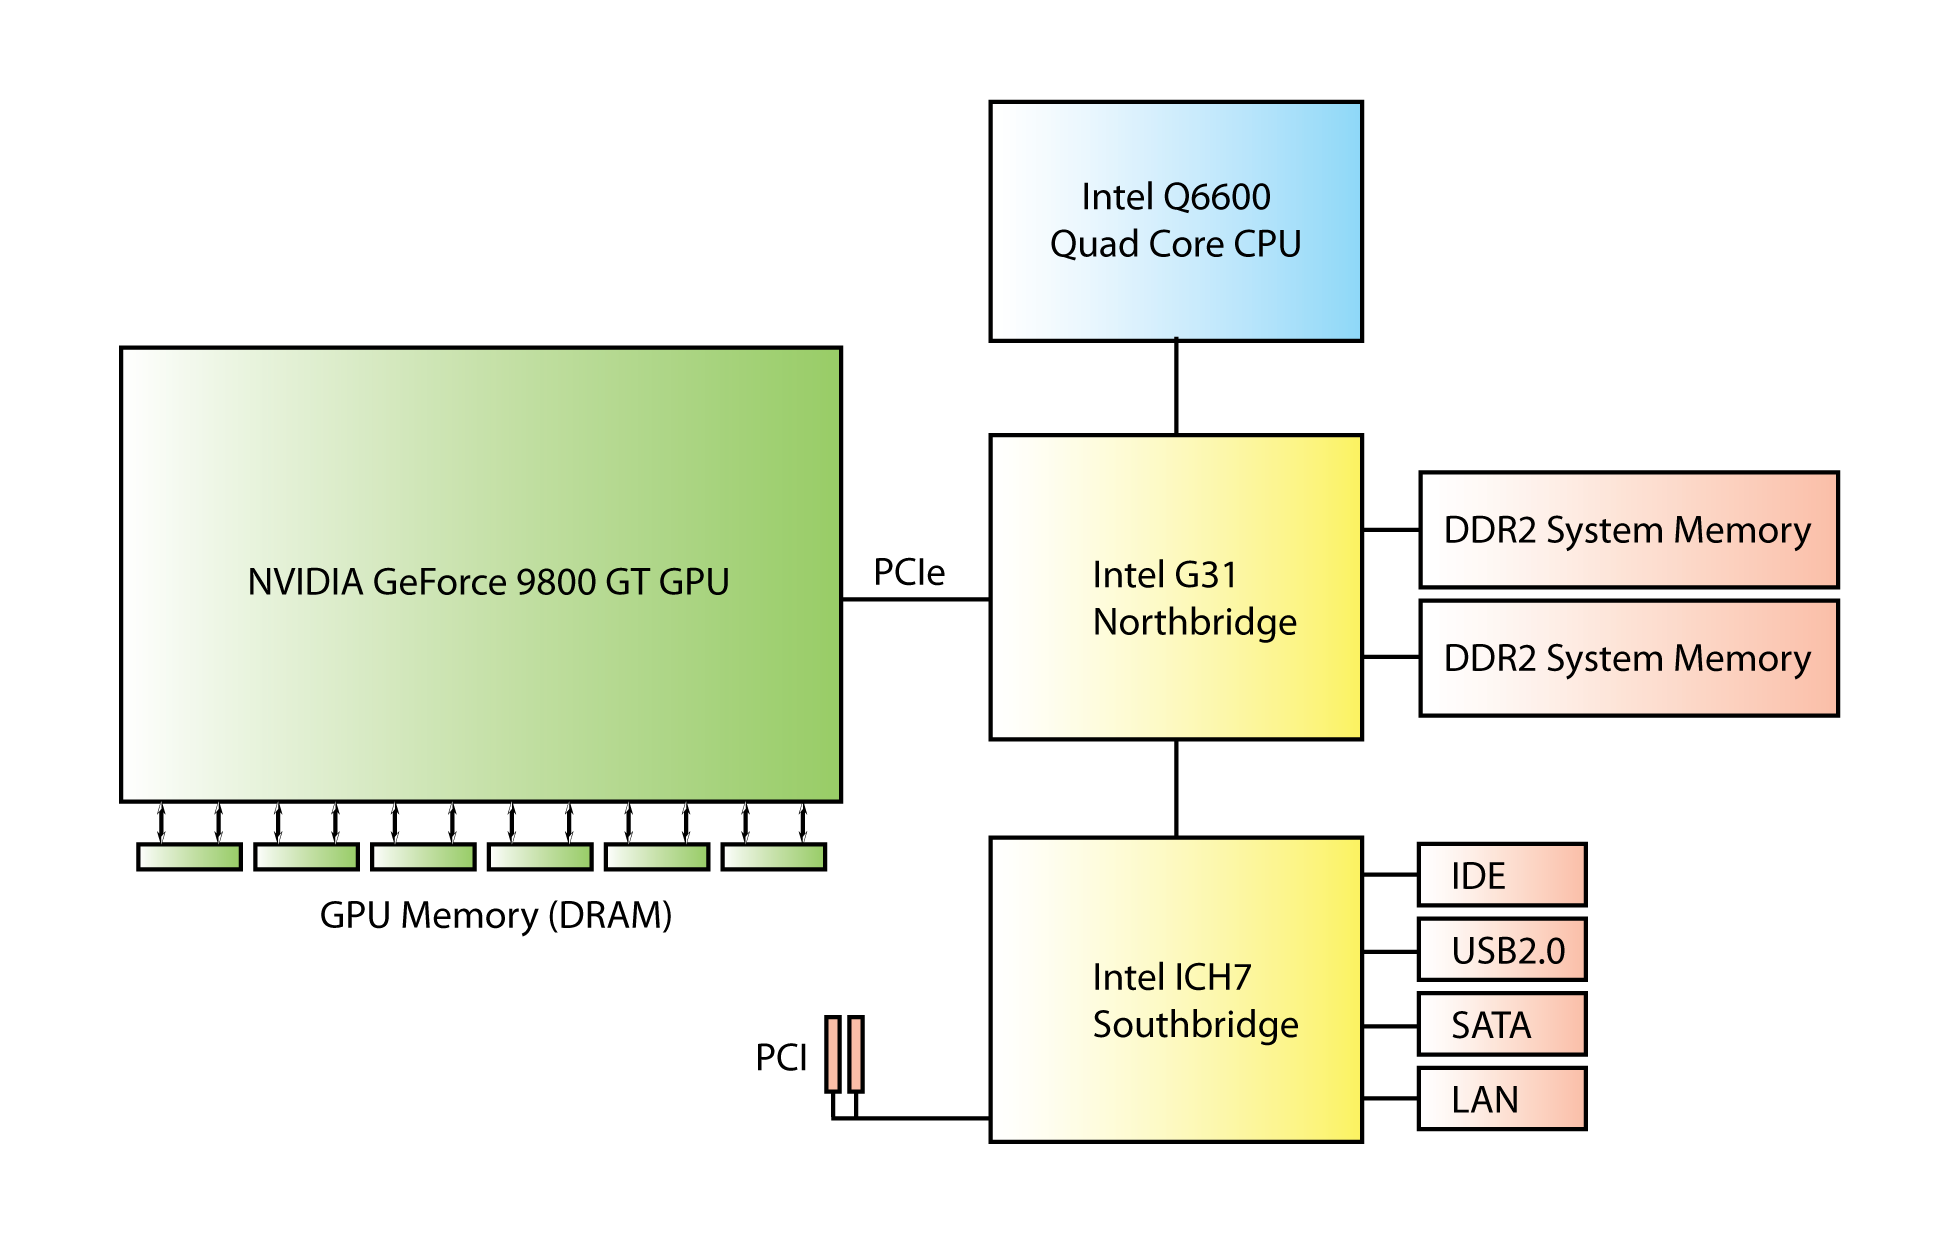 Intel Q6600
Quad Core CPU
NVIDIA GeForce 9800 GT GPU
PCIe
Intel G31
Northbridge
DDR2 System Memory
DDR2 System Memory
GPU Memory (DRAM)
PCI
Intel ICH7
Southbridge
IDE
USB2.0
SATA
LAN